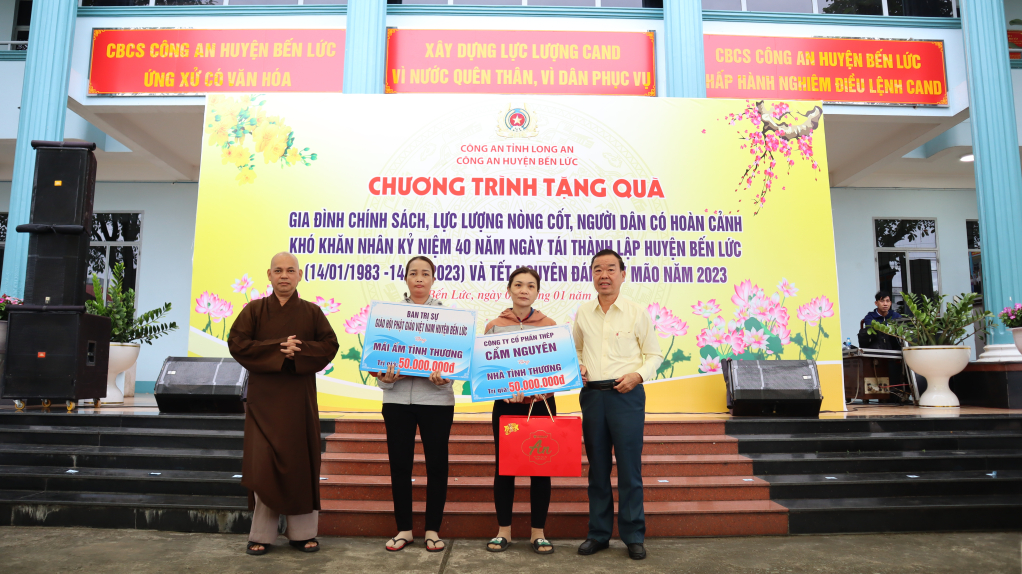 CBCS CÔNG AN HUYỆN BẾN LỨC
ỨNG XỬ CÓ VĂN HÓA
XÂY DỰNG LỰC LƯỢNG CAND
VÌ NƯỚC QUÊN THÂN, VÌ DÂN PHỤC VỤ
CBCS CÔNG AN HUYỆN BẾN LỨC
HẤP HÀNH NGHIÊM ĐIỀU LỆNH CAND
CÔNG AN TỈNH LONG AN
CÔNG AN HUYỆN BẾN LỨC
CHƯƠNG TRÌNH TẶNG QUÀ
GIA ĐÌNH CHÍNH SÁCH, LỰC LƯỢNG NÒNG CỐT, NGƯỜI DÂN CÓ HOÀN CẢNH
KHÓ KHĂN NHÂN KỶ NIỆM 40 NĂM NGÀY TÁI THÀNH LẬP HUYỆN BẾN LỨC
(14/01/1983 -14 2023) VÀ TẾT ĐÁN MÃO NĂM 2023
Bến Lức, ngày 01 năm
BAN TRỊ SỰ
GIÁO HỘI PHẬT GIÁO VIỆT NAM HUYỆN BẾN LỨC
MÁI ẤM TÌNH THƯƠNG
Trị giá 50.000.000đ
CÔNG TY CỔ PHẦN THÉP
CẨM NGUYÊN
NHÀ TÌNH THƯƠNG
Trị giá 50.000.000đ
An